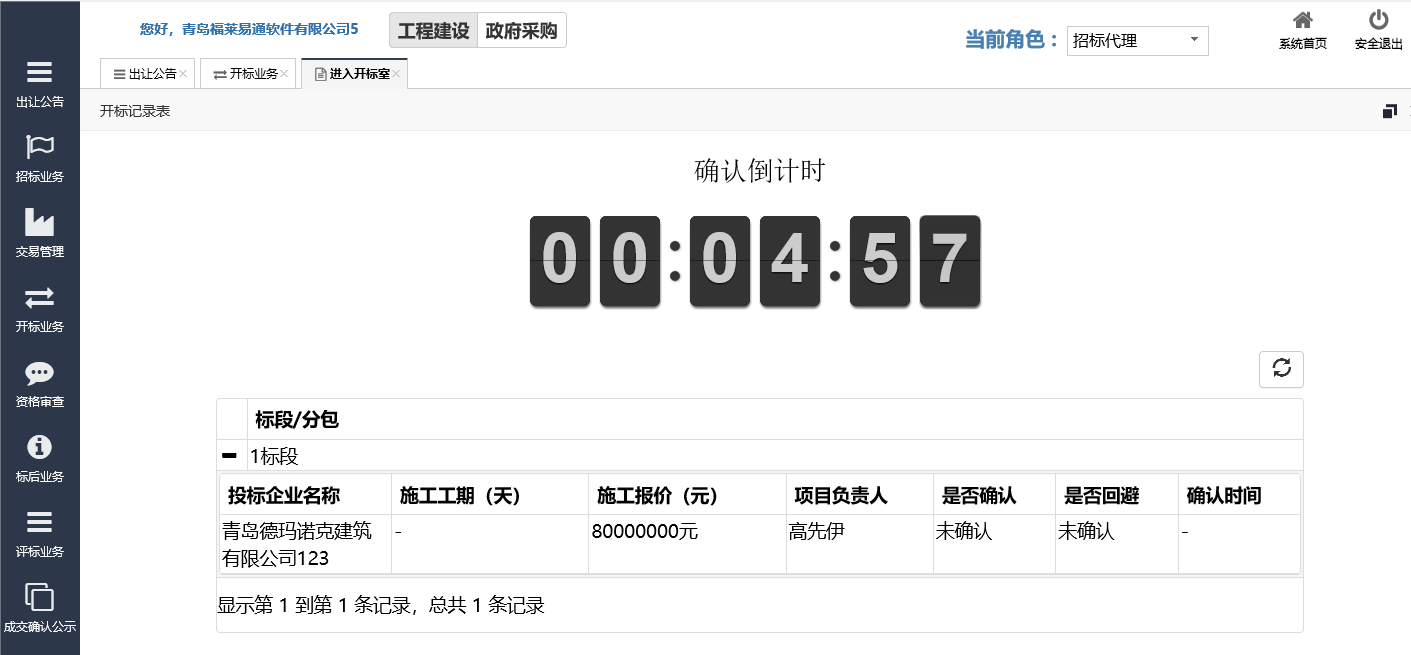 您好，青岛福莱易通软件有限公司5
工程建设 政府采购
当前角色： 招标代理
系统首页 安全退出
出让公告 开标业务 进入开标室
开标记录表
出让公告
招标业务
交易管理
开标业务
资格审查
标后业务
评标业务
成交确认公示
确认倒计时
00:04:57
标段/分包
1标段
投标企业名称 施工工期（天） 施工报价（元） 项目负责人 是否确认 是否回避 确认时间
青岛德玛诺克建筑 - 80000000元 高先伊 未确认 未确认 -
有限公司123
显示第 1 到第 1 条记录，总共 1 条记录